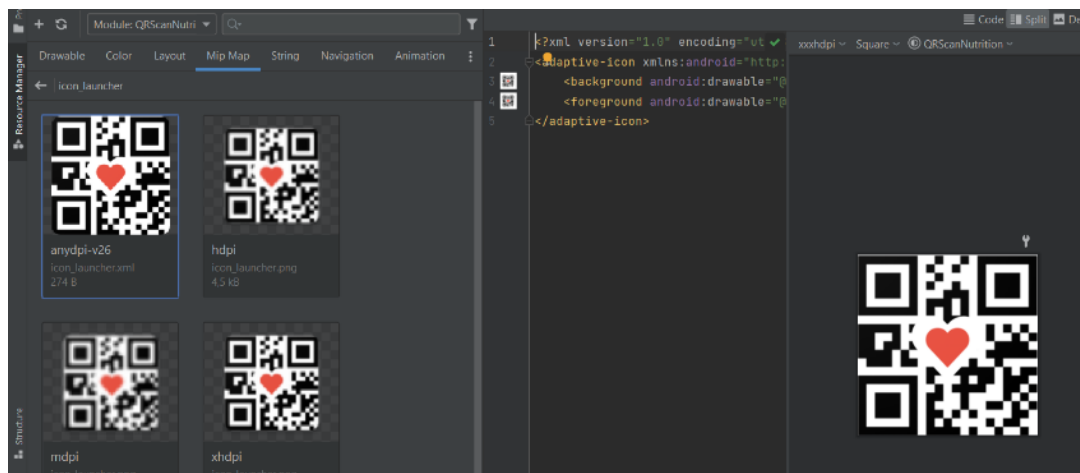 Module: QRScanNutri
Drawable Color Layout Mip Map String Navigation Animation
icon_launcher
Resource Manager
Structure
anydpi-v26
icon_launcher.xml
274 B
hdpi
icon_launcher.png
4,5 kB
mdpi
xhdpi
Code Split
1 <?xml version="1.0" encoding="ut
2 <adaptive-icon xmlns:android="http:
3 <background android:drawable="@
4 <foreground android:drawable="@
5 </adaptive-icon>
xxxhdpi Square QRScanNutrition